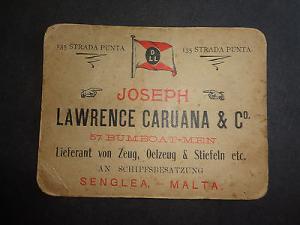 135 STRADA PUNTA. 135 STRADA PUNTA.
D
LL
JOSEPH
LAWRENCE CARUANA & Co.
57 BUMBOAT-MEN
Lieferant von Zeug, Oelzeug & Stiefeln etc.
AN SCHIFFSBESATZUNG
SENGLEA, - MALTA.